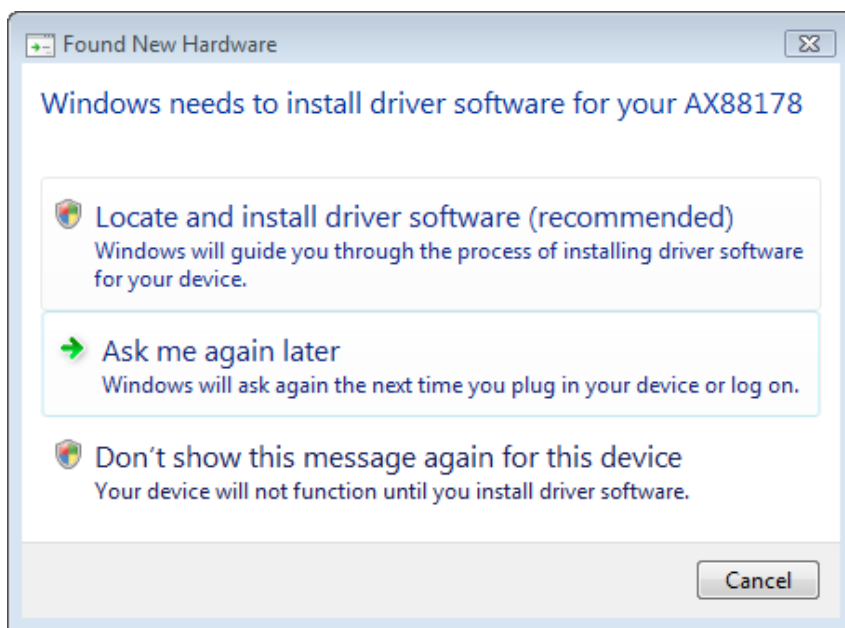 Found New Hardware
Windows needs to install driver software for your AX88178
Locate and install driver software (recommended)
Windows will guide you through the process of installing driver software
for your device.
Ask me again later
Windows will ask again the next time you plug in your device or log on.
Don't show this message again for this device
Your device will not function until you install driver software.
Cancel